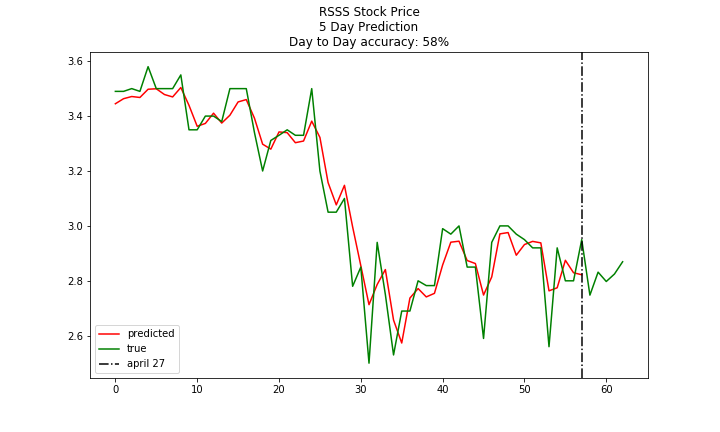 RSSS Stock Price
5 Day Prediction
Day to Day accuracy: 58%
3.6
3.4
3.2
3.0
2.8
2.6
predicted
true
april 27
0
10
20
30
40
50
60